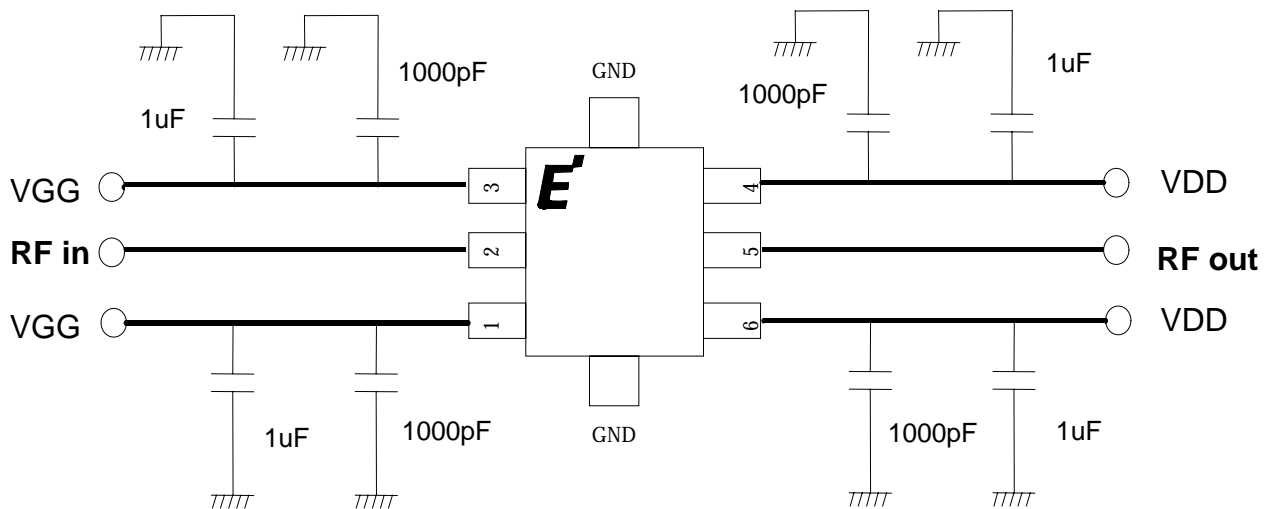 GND
1000pF
1uF
1000pF
1uF
VGG
3
E
4
VDD
RF in
2
5
RF out
VGG
1
6
VDD
1uF
1000pF
GND
1000pF
1uF